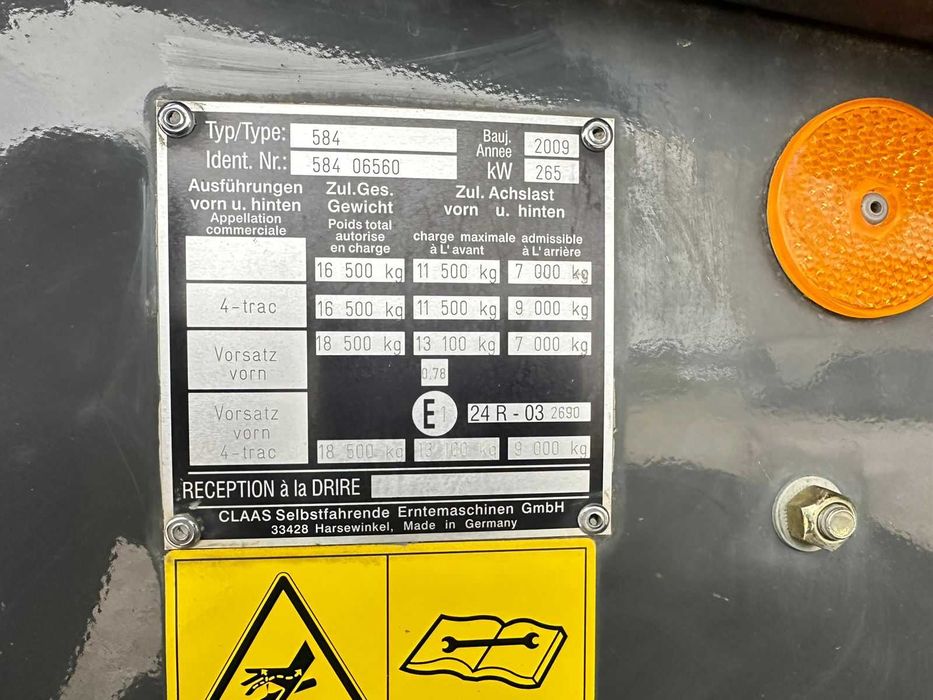 Typ/Type: 584
Bauj. Annee 2009
Ident. Nr.: 584 06560
kW 265
Ausführungen vorn u. hinten
Appellation commerciale
Zul.Ges. Gewicht
Poids total autorise en charge
Zul. Achslast vorn u. hinten
charge maximale admissible
à L'avant à L'arrière
16 500 kg 11 500 kg 7 000 kg
4-trac 16 500 kg 11 500 kg 9 000 kg
Vorsatz vorn 18 500 kg 13 100 kg 7 000 kg
0.78
E1 24 R - 03 2690
Vorsatz vorn 4-trac 18 500 kg 13 100 kg 9 000 kg
RECEPTION à la DRIRE
CLAAS Selbstfahrende Erntemaschinen GmbH
33428 Harsewinkel, Made in Germany